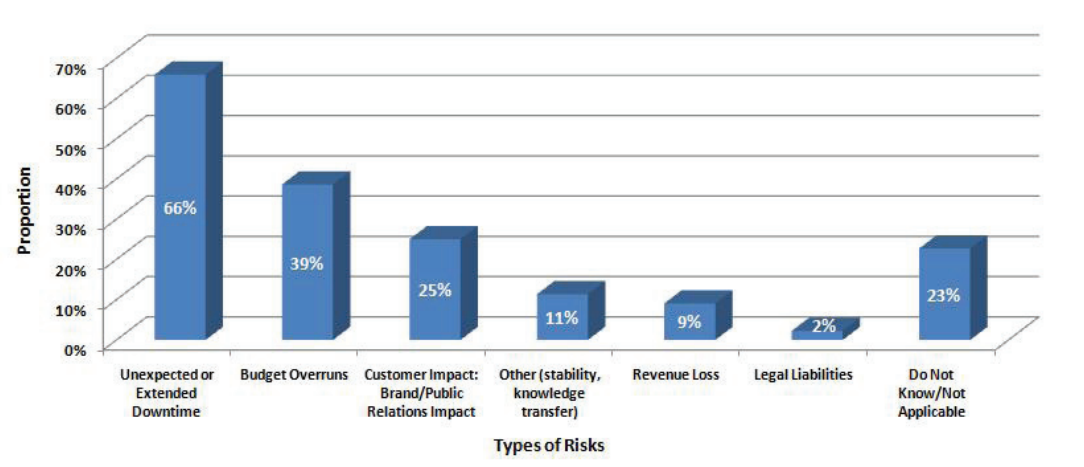 70%
60%
50%
40%
30%
20%
10%
0%
Proportion
66%
39%
25%
11%
9%
2%
23%
Unexpected or
Extended
Downtime
Budget Overruns
Customer Impact:
Brand/Public
Relations Impact
Other (stability,
knowledge
transfer)
Revenue Loss
Legal Liabilities
Do Not
Know/Not
Applicable
Types of Risks